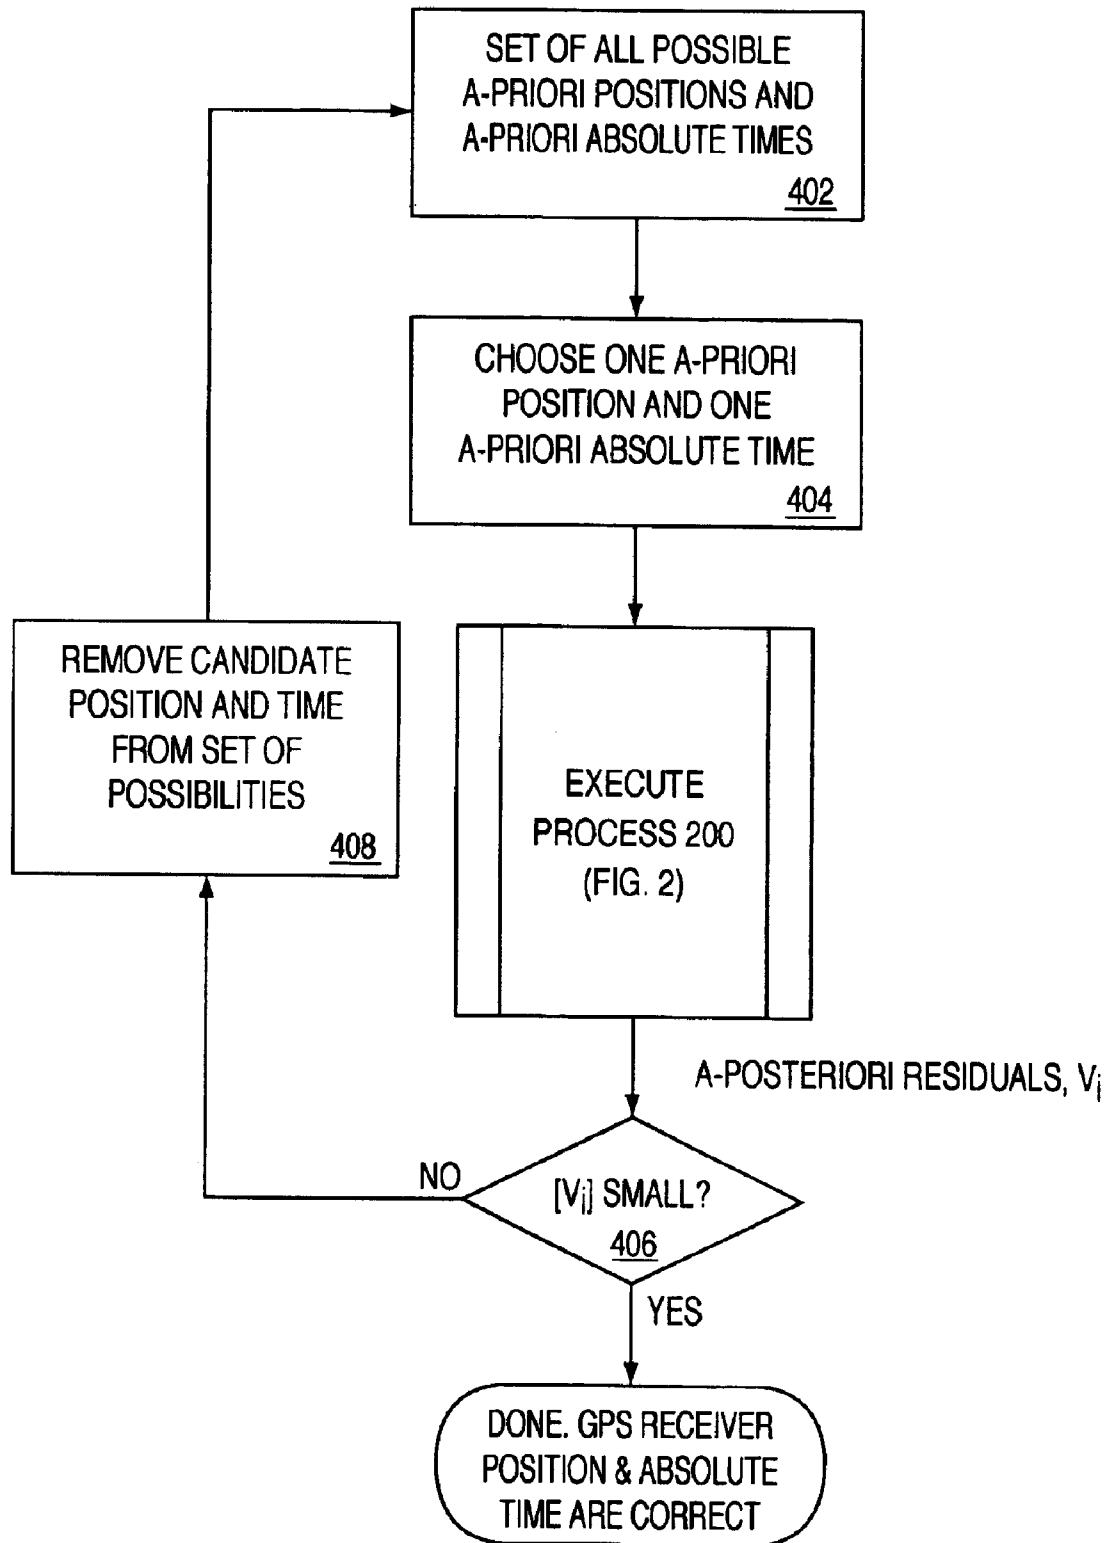 SET OF ALL POSSIBLE
A-PRIORI POSITIONS AND
A-PRIORI ABSOLUTE TIMES
402
CHOOSE ONE A-PRIORI
POSITION AND ONE
A-PRIORI ABSOLUTE TIME
404
REMOVE CANDIDATE
POSITION AND TIME
FROM SET OF
POSSIBILITIES
408
EXECUTE
PROCESS 200
(FIG. 2)
A-POSTERIORI RESIDUALS, Vi
NO
[Vi] SMALL?
406
YES
DONE. GPS RECEIVER
POSITION & ABSOLUTE
TIME ARE CORRECT